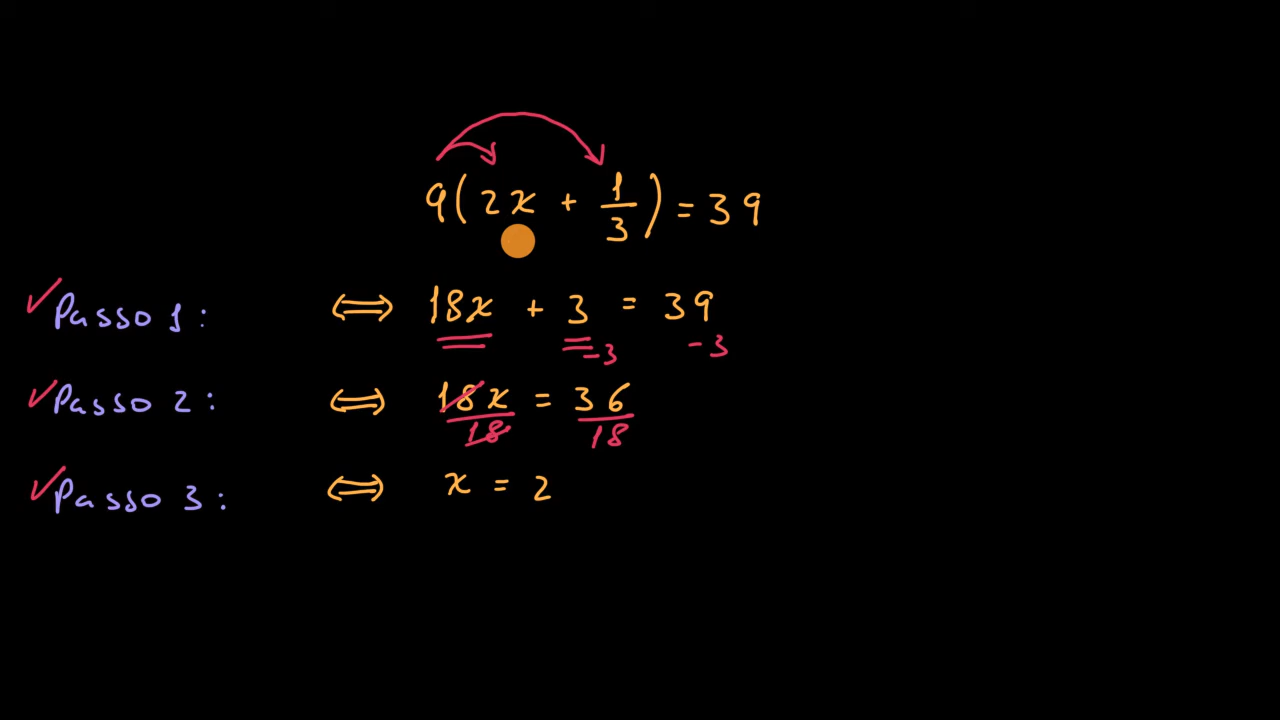 9(2x + 1/3) = 39
Passo 1: ⟺ 18x + 3 = 39
-3 -3
Passo 2: ⟺ 18x = 36
18 18
Passo 3: ⟺ x = 2